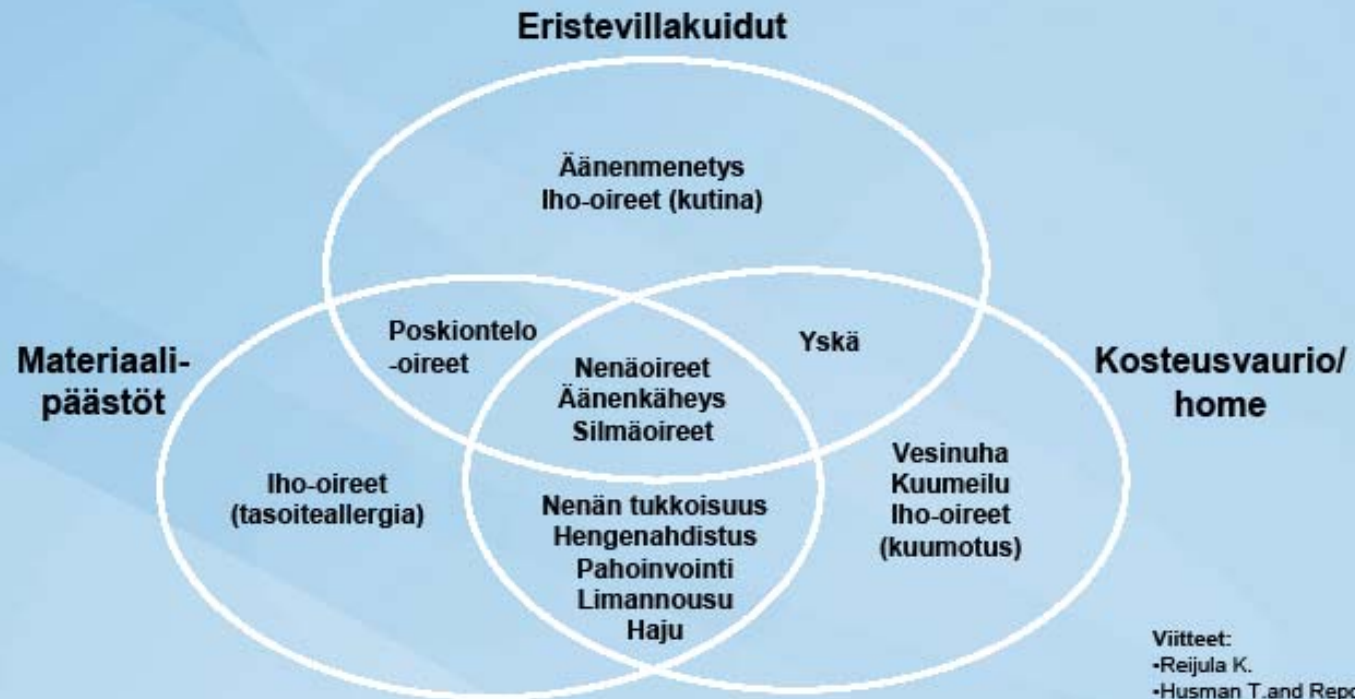 Eristevillakuidut
Äänenmenetys
Iho-oireet (kutina)
Materiaali-
päästöt
Poskiontelo
-oireet
Nenäoireet
Äänenkäheys
Silmäoireet
Yskä
Kosteusvaurio/
home
Iho-oireet
(tasoiteallergia)
Nenän tukkoisuus
Hengenahdistus
Pahoinvointi
Limannousu
Haju
Vesinuha
Kuumeilu
Iho-oireet
(kuumotus)
Viitteet:
•Reijula K.
•Husman T.and Repo